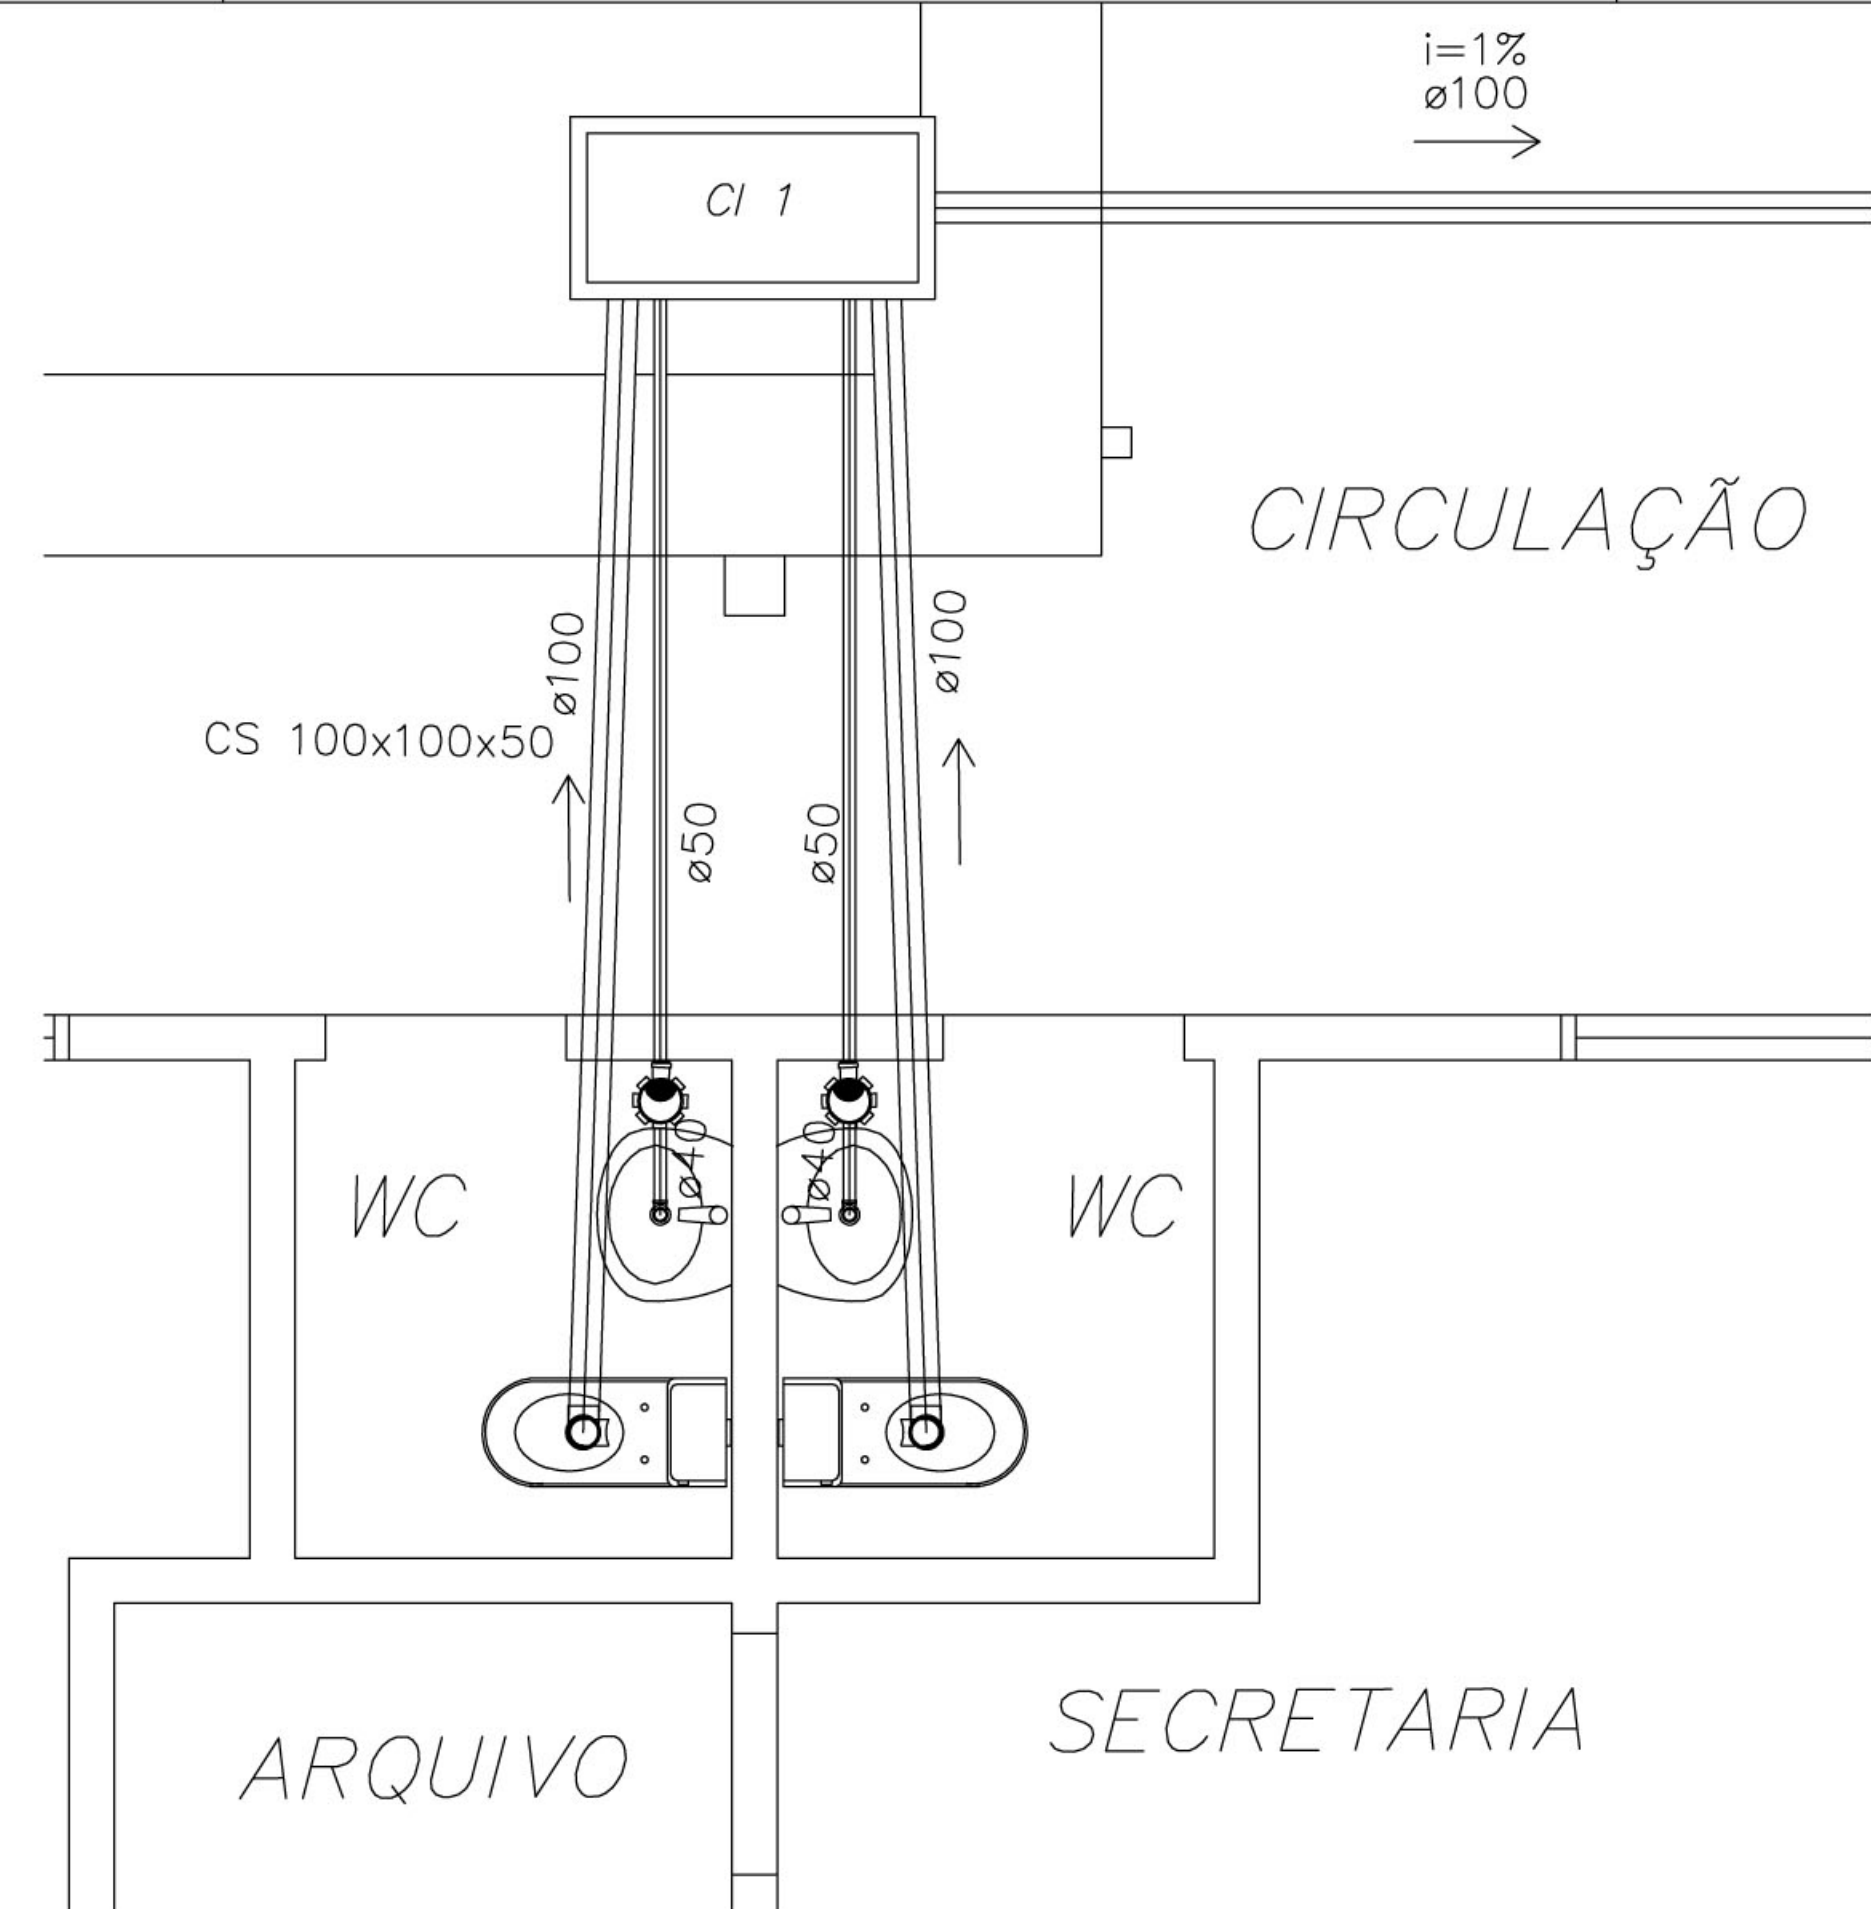 i=1%
ø100
CI 1
CIRCULAÇÃO
ø100
ø100
CS 100x100x50
ø50
ø50
ø40
ø40
WC
WC
SECRETARIA
ARQUIVO